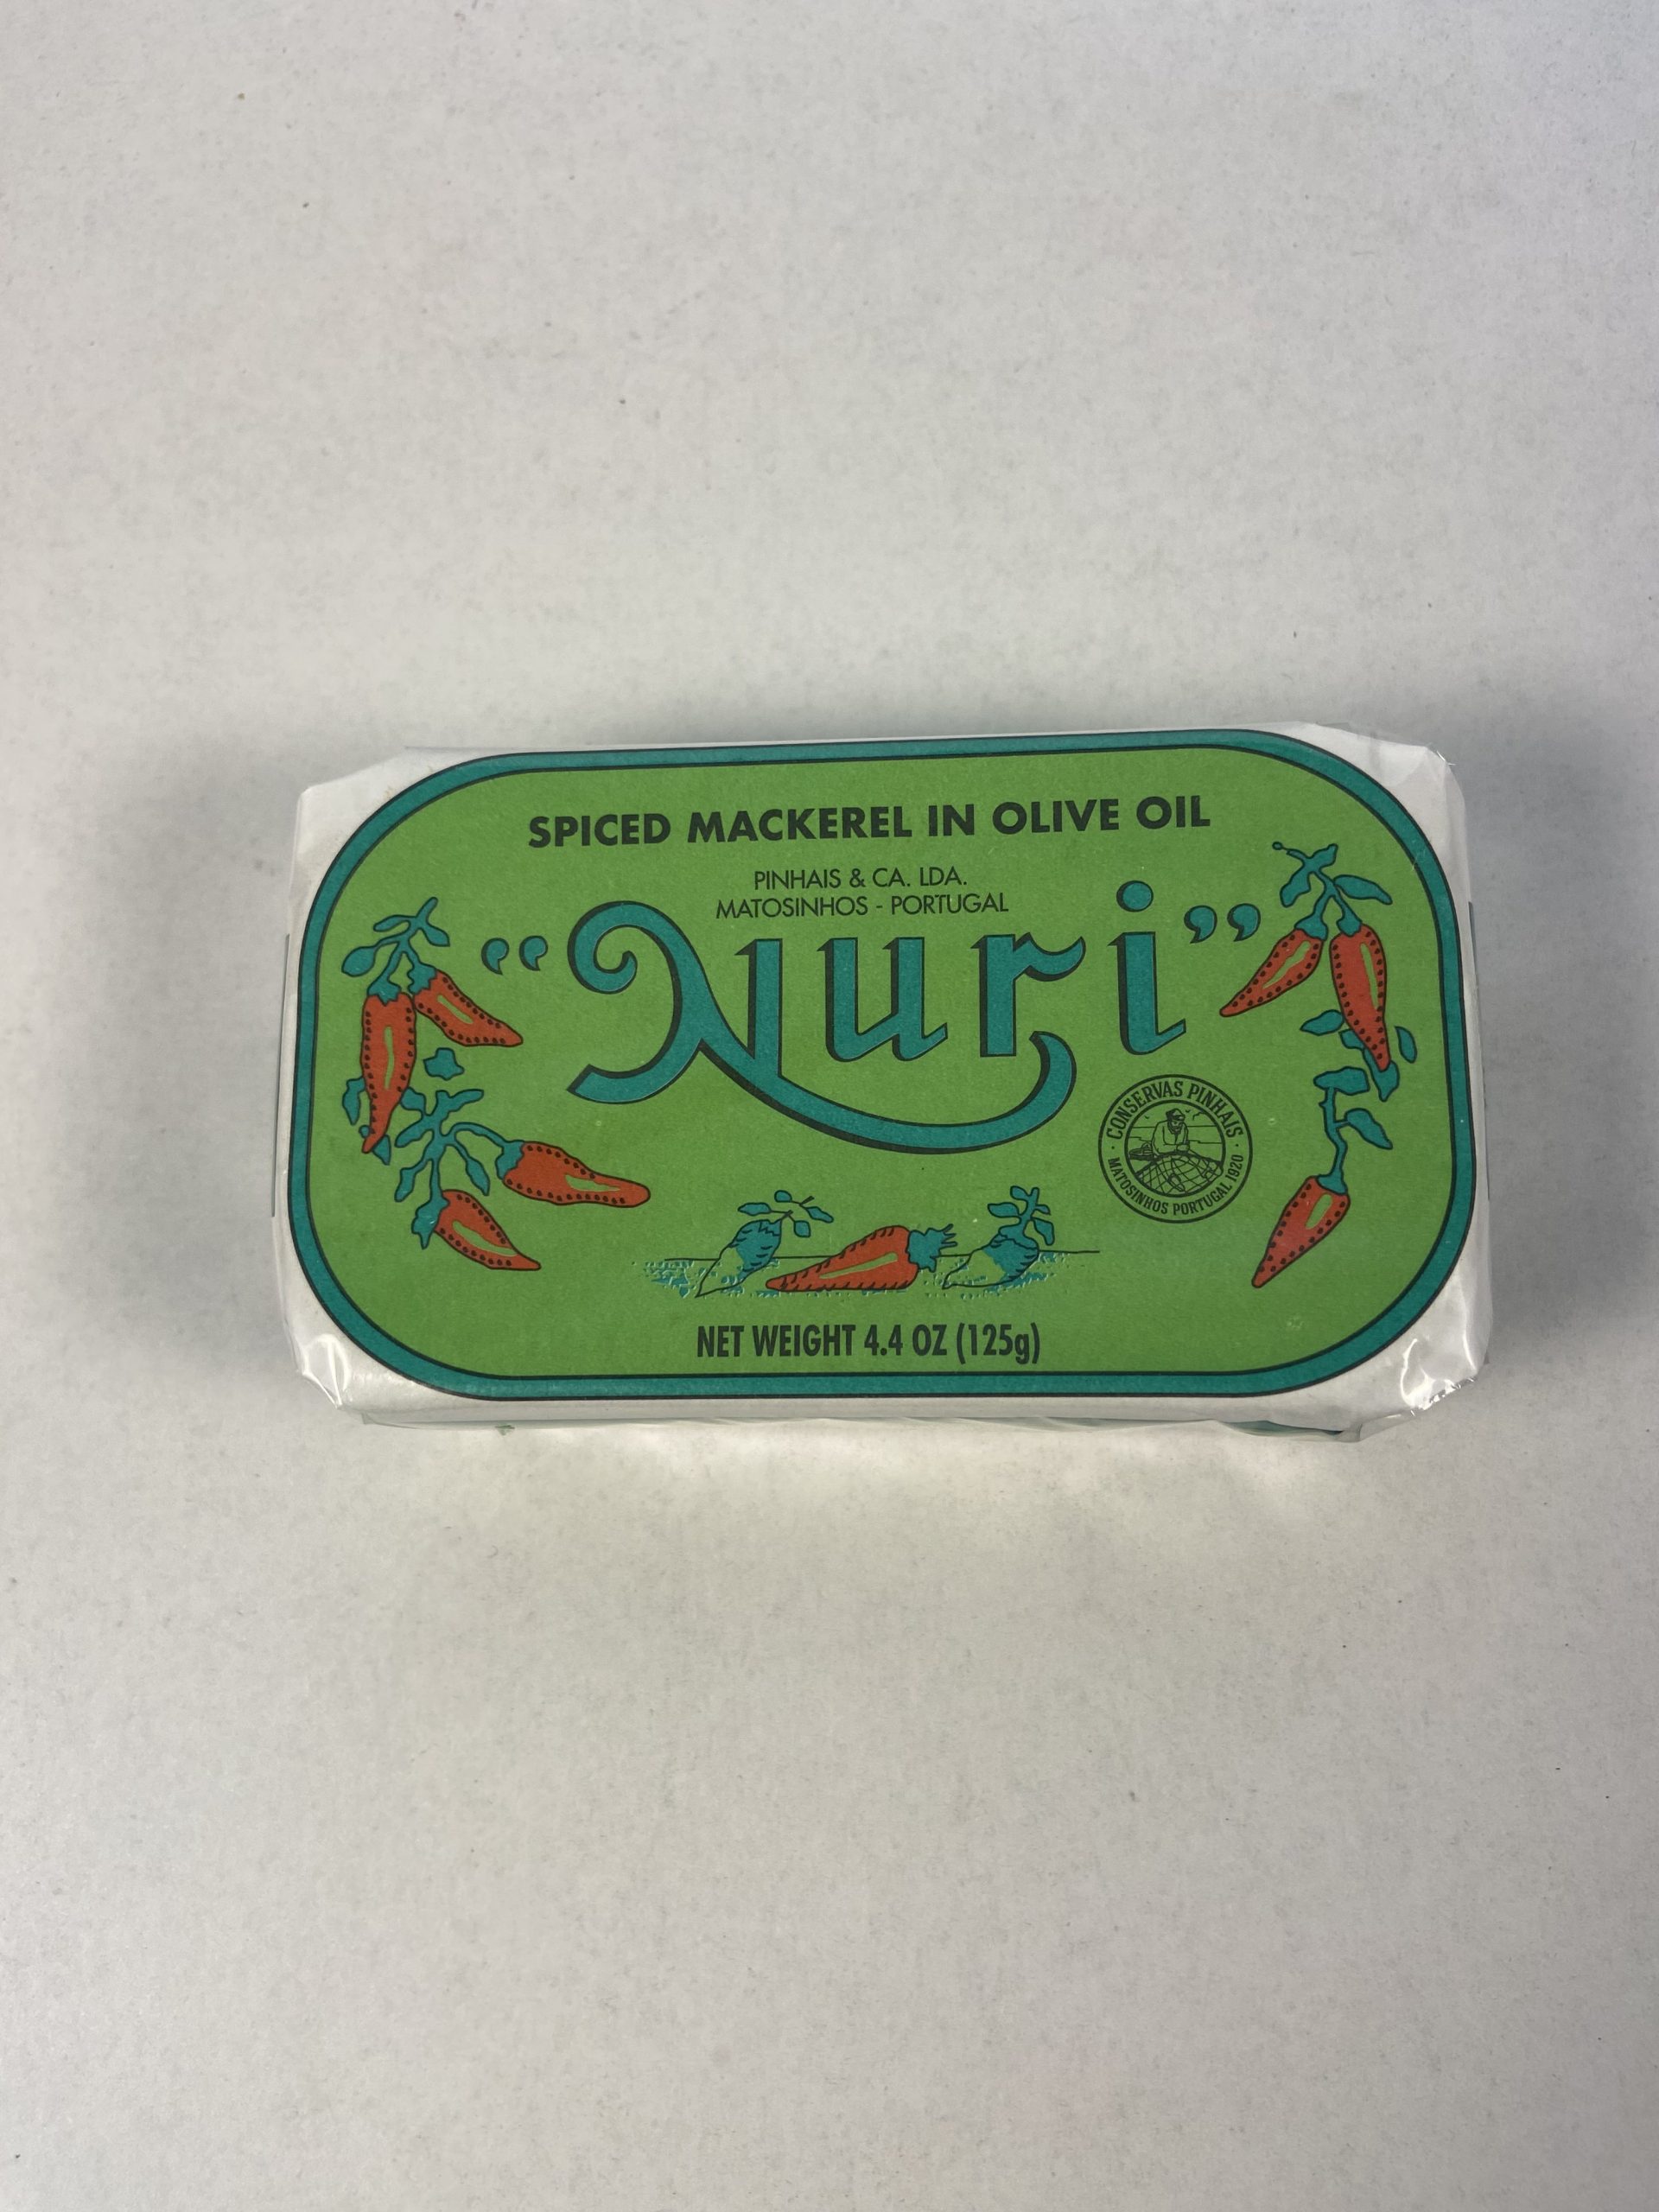 SPICED MACKEREL IN OLIVE OIL
PINHAIS & CA. LDA.
MATOSINHOS - PORTUGAL
“Nuri”
· CONSERVAS PINHAIS ·
MATOSINHOS PORTUGAL 1920
NET WEIGHT 4.4 OZ (125g)